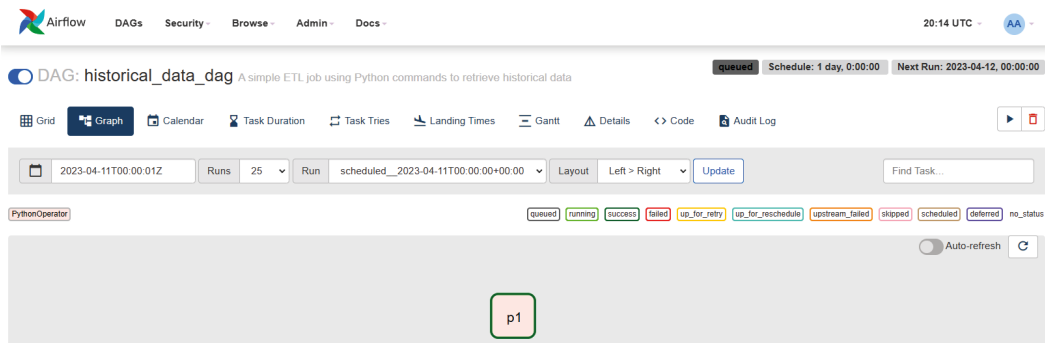 Airflow DAGs Security Browse Admin Docs 20:14 UTC AA
DAG: historical_data_dag A simple ETL job using Python commands to retrieve historical data queued Schedule: 1 day, 0:00:00 Next Run: 2023-04-12, 00:00:00
Grid Graph Calendar Task Duration Task Tries Landing Times Gantt Details <> Code Audit Log
2023-04-11T00:00:01Z Runs 25 Run scheduled__2023-04-11T00:00:00+00:00 Layout Left > Right Update Find Task...
PythonOperator queued running success failed up_for_retry up_for_reschedule upstream_failed skipped scheduled deferred no_status
Auto-refresh
p1